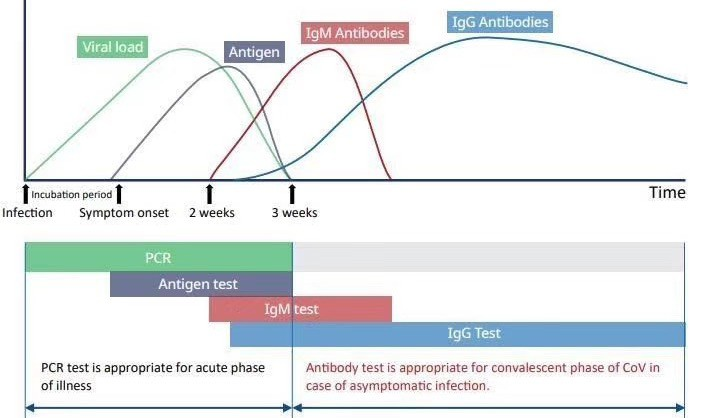 Viral load
Antigen
IgM Antibodies
IgG Antibodies
Incubation period
Time
Infection
Symptom onset
2 weeks
3 weeks
PCR
Antigen test
IgM test
IgG Test
PCR test is appropriate for acute phase
of illness
Antibody test is appropriate for convalescent phase of CoV in
case of asymptomatic infection.